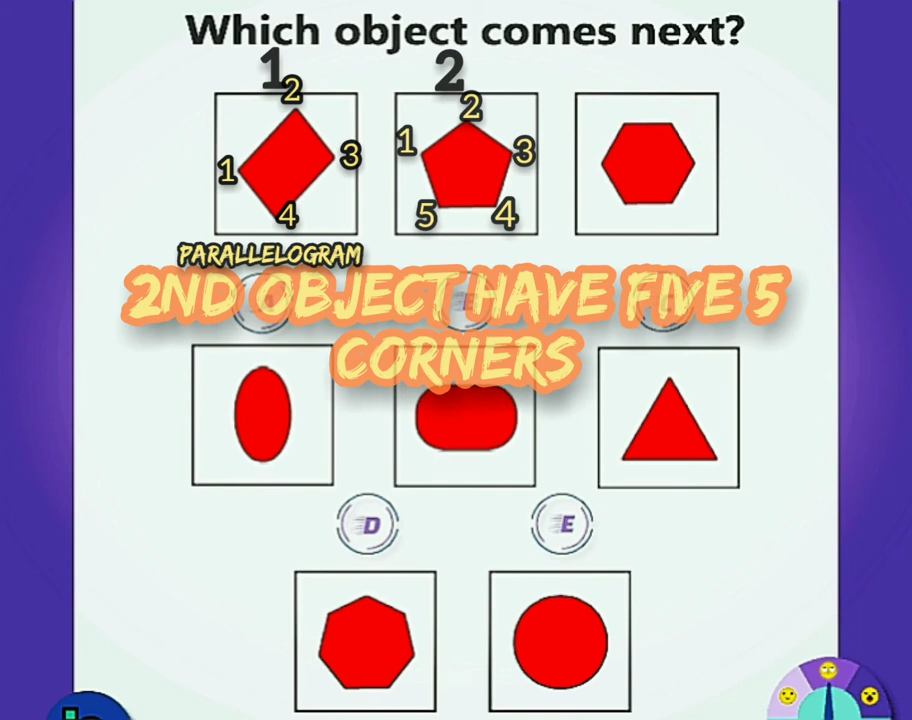 Which object comes next?
1
2
2
2
1
3
1
3
4
5
4
PARALLELOGRAM
2ND OBJECT HAVE FIVE 5
CORNERS
A
B
D
E